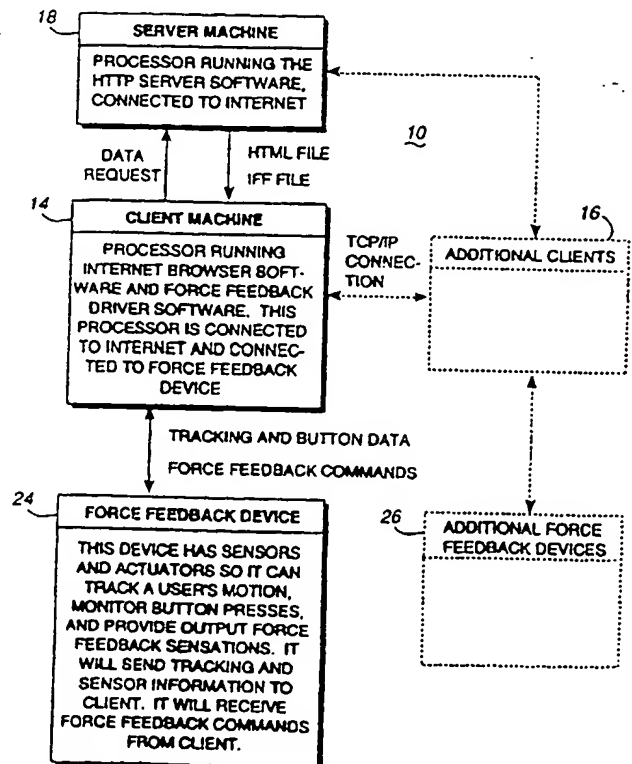 18
SERVER MACHINE
PROCESSOR RUNNING THE
HTTP SERVER SOFTWARE,
CONNECTED TO INTERNET
10
DATA
REQUEST
HTML FILE
IFF FILE
14
CLIENT MACHINE
PROCESSOR RUNNING
INTERNET BROWSER SOFT-
WARE AND FORCE FEEDBACK
DRIVER SOFTWARE. THIS
PROCESSOR IS CONNECTED
TO INTERNET AND CONNEC-
TED TO FORCE FEEDBACK
DEVICE
TCP/IP
CONNEC-
TION
16
ADDITIONAL CLIENTS
TRACKING AND BUTTON DATA
FORCE FEEDBACK COMMANDS
24
FORCE FEEDBACK DEVICE
THIS DEVICE HAS SENSORS
AND ACTUATORS SO IT CAN
TRACK A USER'S MOTION,
MONITOR BUTTON PRESSES,
AND PROVIDE OUTPUT FORCE
FEEDBACK SENSATIONS. IT
WILL SEND TRACKING AND
SENSOR INFORMATION TO
CLIENT. IT WILL RECEIVE
FORCE FEEDBACK COMMANDS
FROM CLIENT.
26
ADDITIONAL FORCE
FEEDBACK DEVICES